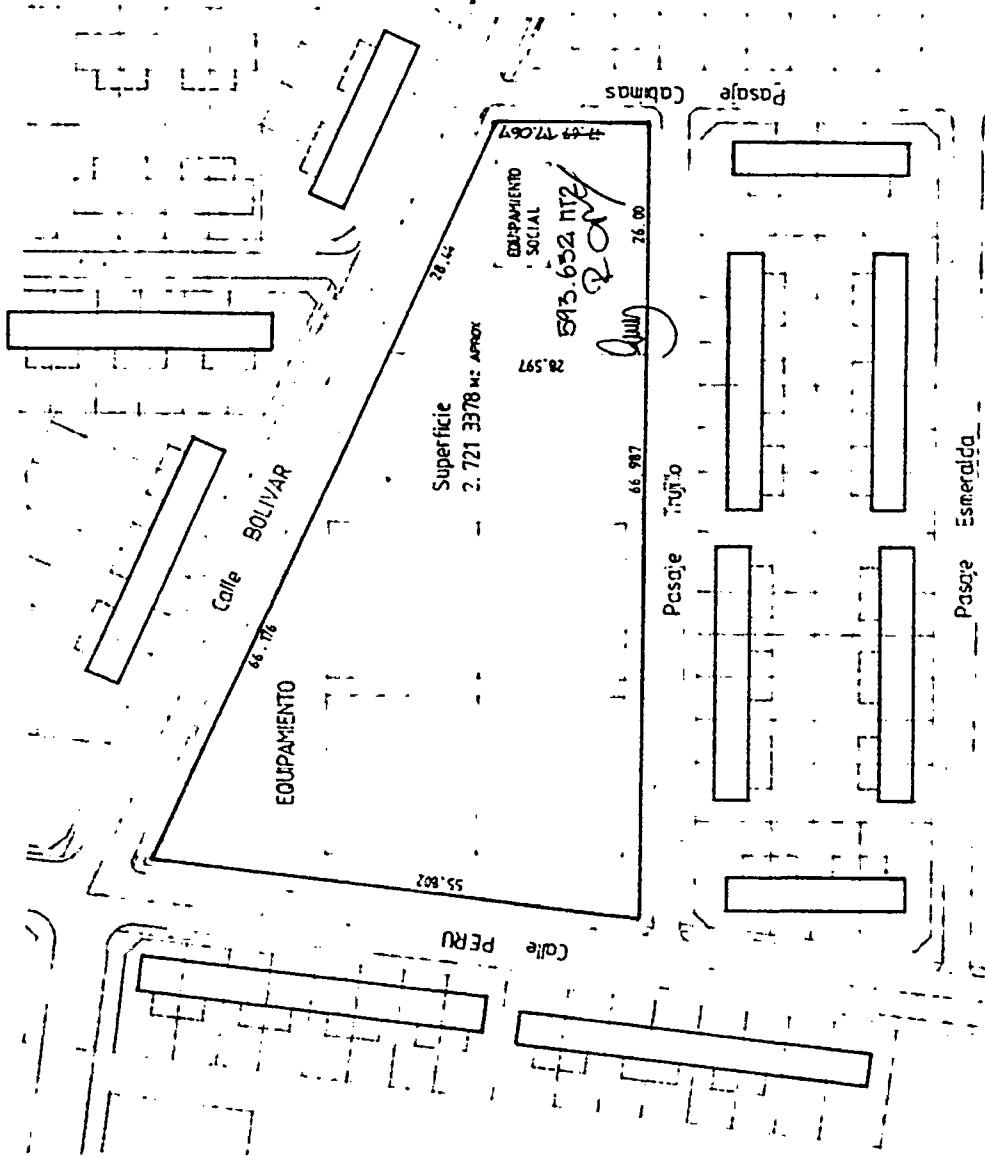 Calle BOLIVAR
66.176
28.44
EQUIPAMIENTO
Superficie
2.721 3378 M2 APROX
28.597
EQUIPAMIENTO
SOCIAL
593.632 MT2
17.067
26.00
66 987
55.802
Calle PERU
Pasaje Trujillo
Pasaje Cabimas
Pasaje Esmeralda